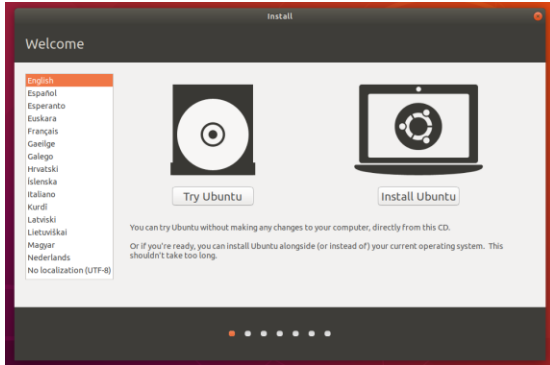 Install
Welcome
English
Español
Esperanto
Euskara
Français
Gaeilge
Galego
Hrvatski
Íslenska
Italiano
Kurdî
Latviski
Lietuviškai
Magyar
Nederlands
No localization (UTF-8)
Try Ubuntu
Install Ubuntu
You can try Ubuntu without making any changes to your computer, directly from this CD.
Or if you're ready, you can install Ubuntu alongside (or instead of) your current operating system. This
shouldn't take too long.